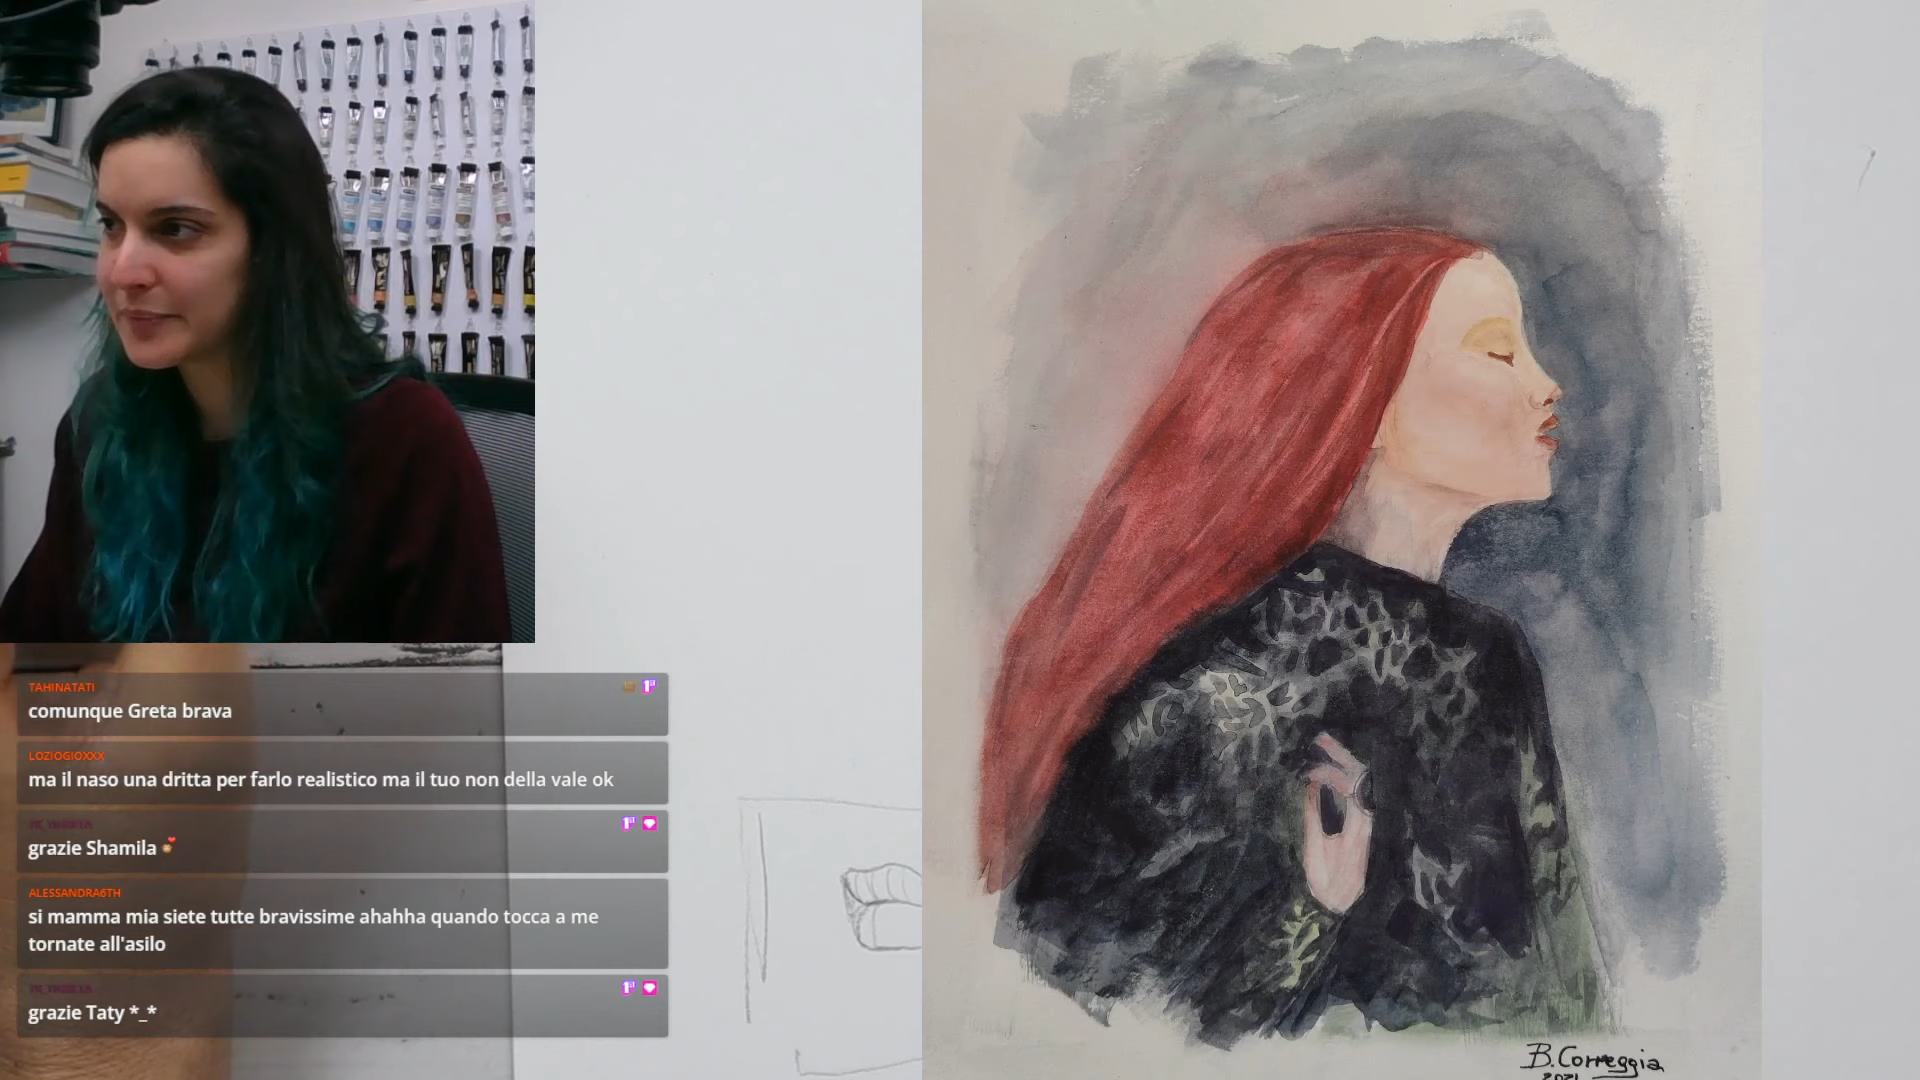 TAHINATATI
comunque Greta brava
LOZIOGIOXXX
ma il naso una dritta per farlo realistico ma il tuo non della vale ok
grazie Shamila
ALESSANDRA6TH
si mamma mia siete tutte bravissime ahahha quando tocca a me
tornate all'asilo
grazie Taty *_*
B. Correggia
2021